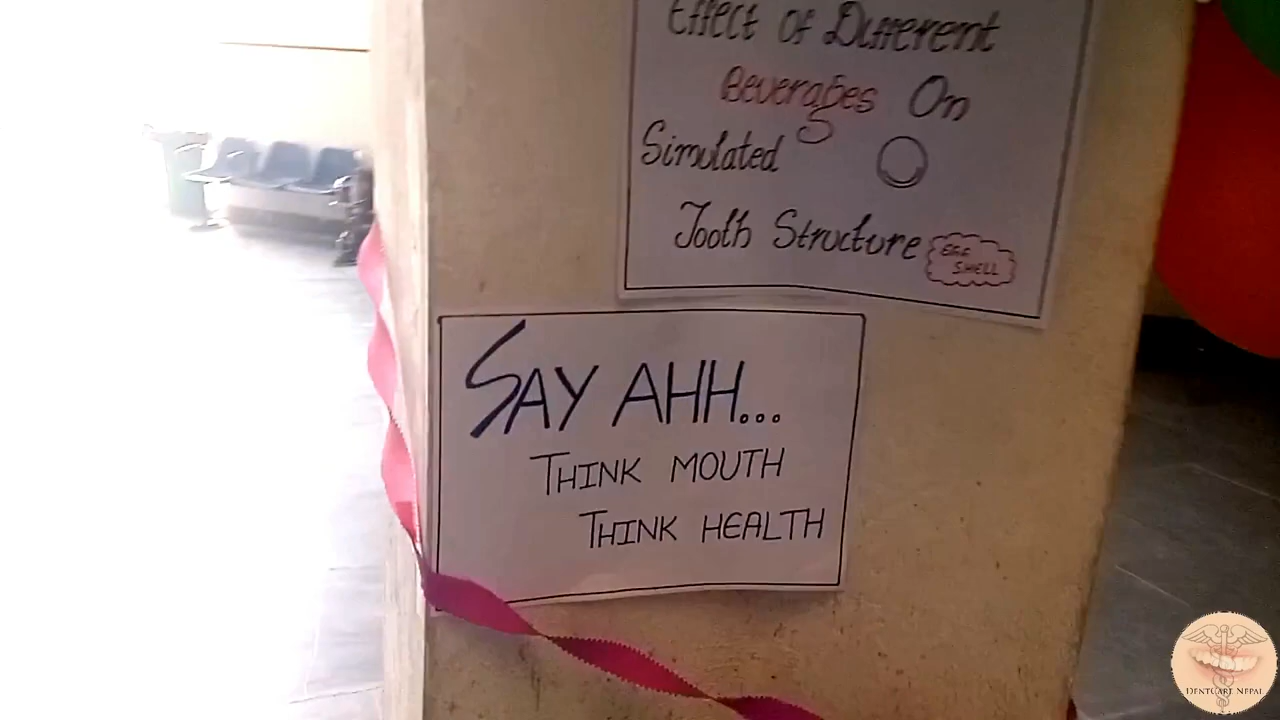 Effect Of Different
Beverages On
Simulated
Tooth Structure
EGG
SHELL
SAY AHH...
THINK MOUTH
THINK HEALTH
DENTCARE NEPAL